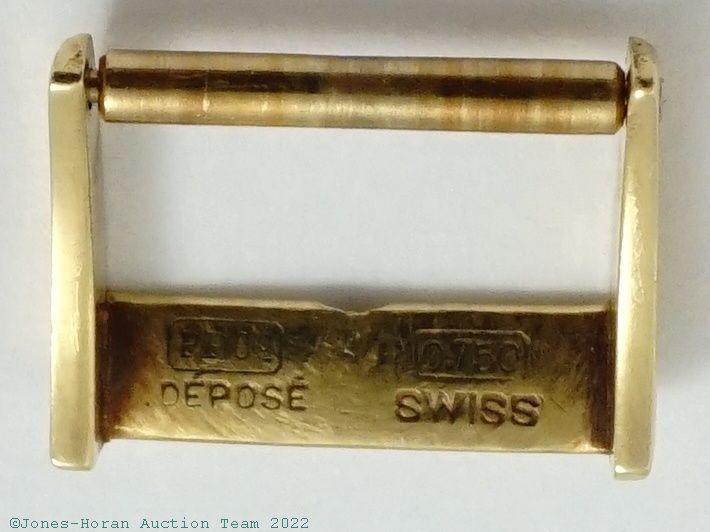 0.750
DÉPOSÉ SWISS
©Jones-Horan Auction Team 2022